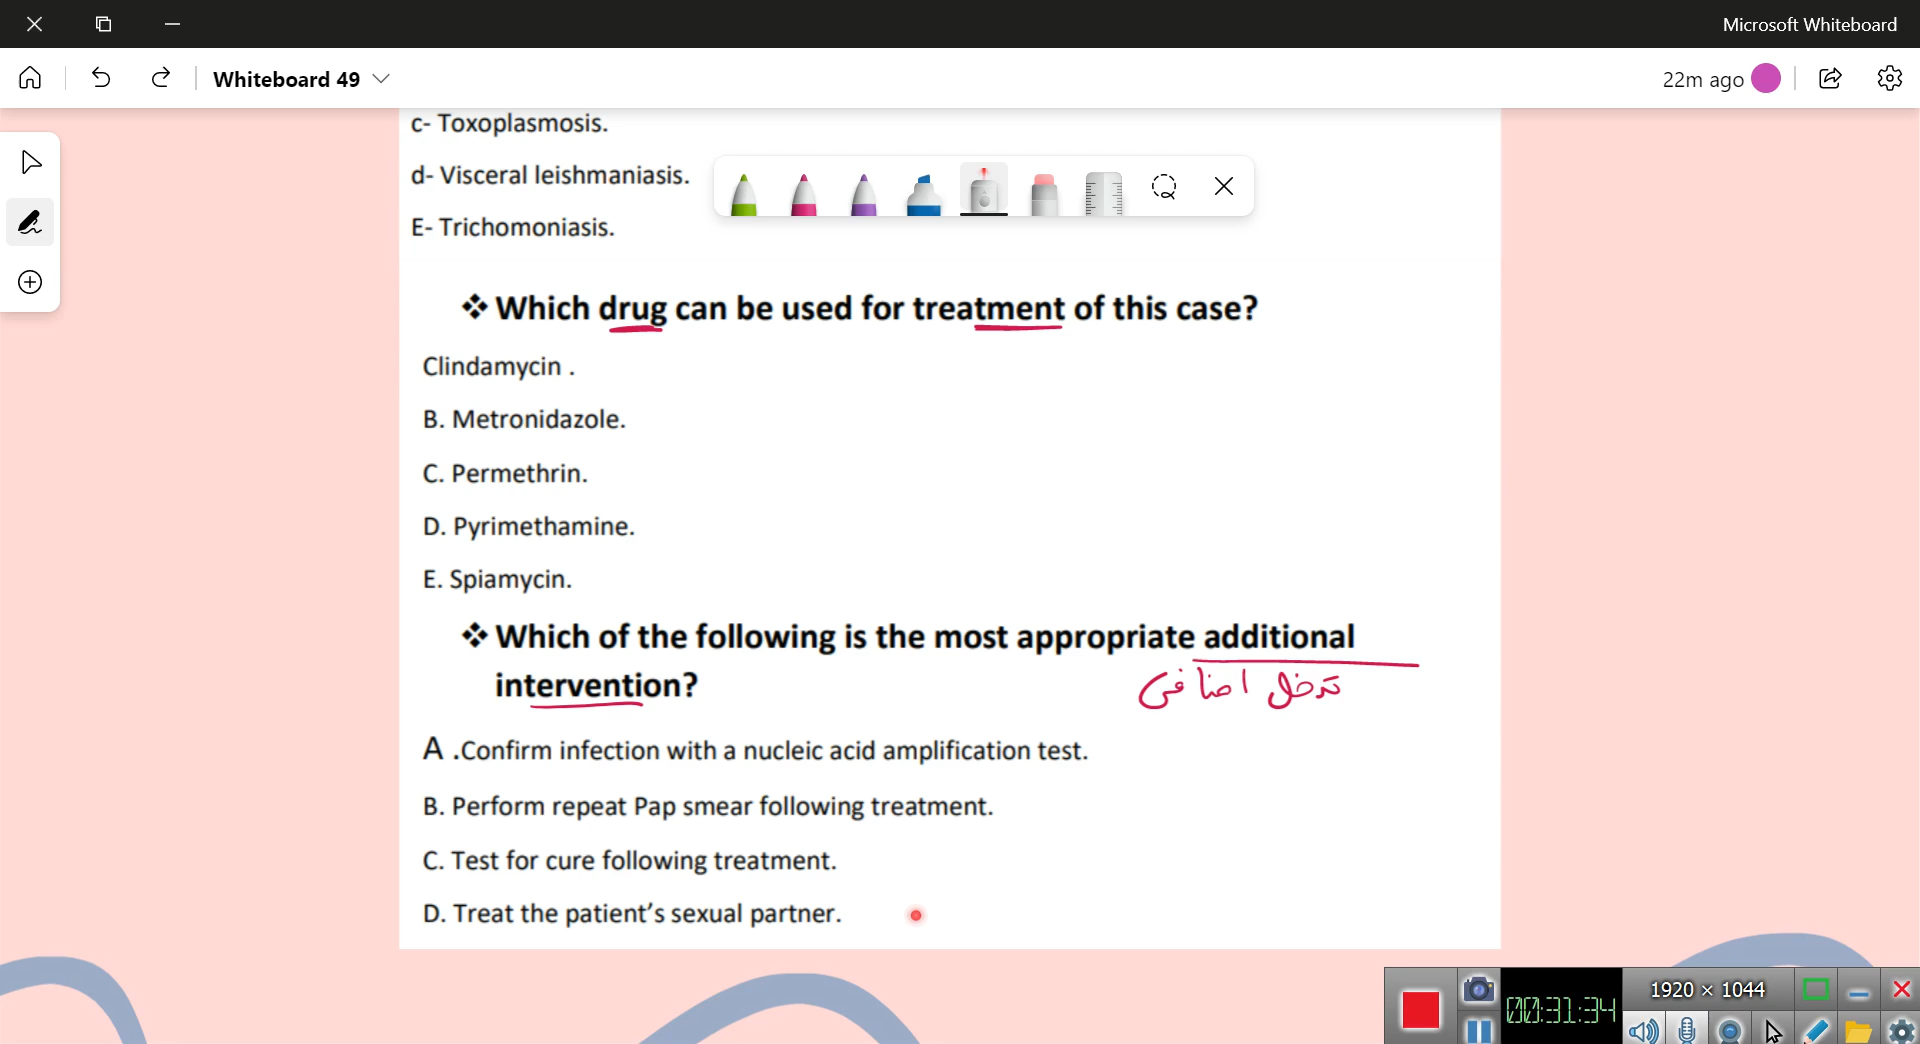 Microsoft Whiteboard
Whiteboard 49
22m ago
c- Toxoplasmosis.
d- Visceral leishmaniasis.
E- Trichomoniasis.
❖ Which drug can be used for treatment of this case?
Clindamycin .
B. Metronidazole.
C. Permethrin.
D. Pyrimethamine.
E. Spiamycin.
❖ Which of the following is the most appropriate additional
intervention?
تدخل اضافى
A .Confirm infection with a nucleic acid amplification test.
B. Perform repeat Pap smear following treatment.
C. Test for cure following treatment.
D. Treat the patient's sexual partner.
1920 × 1044
00:31:34